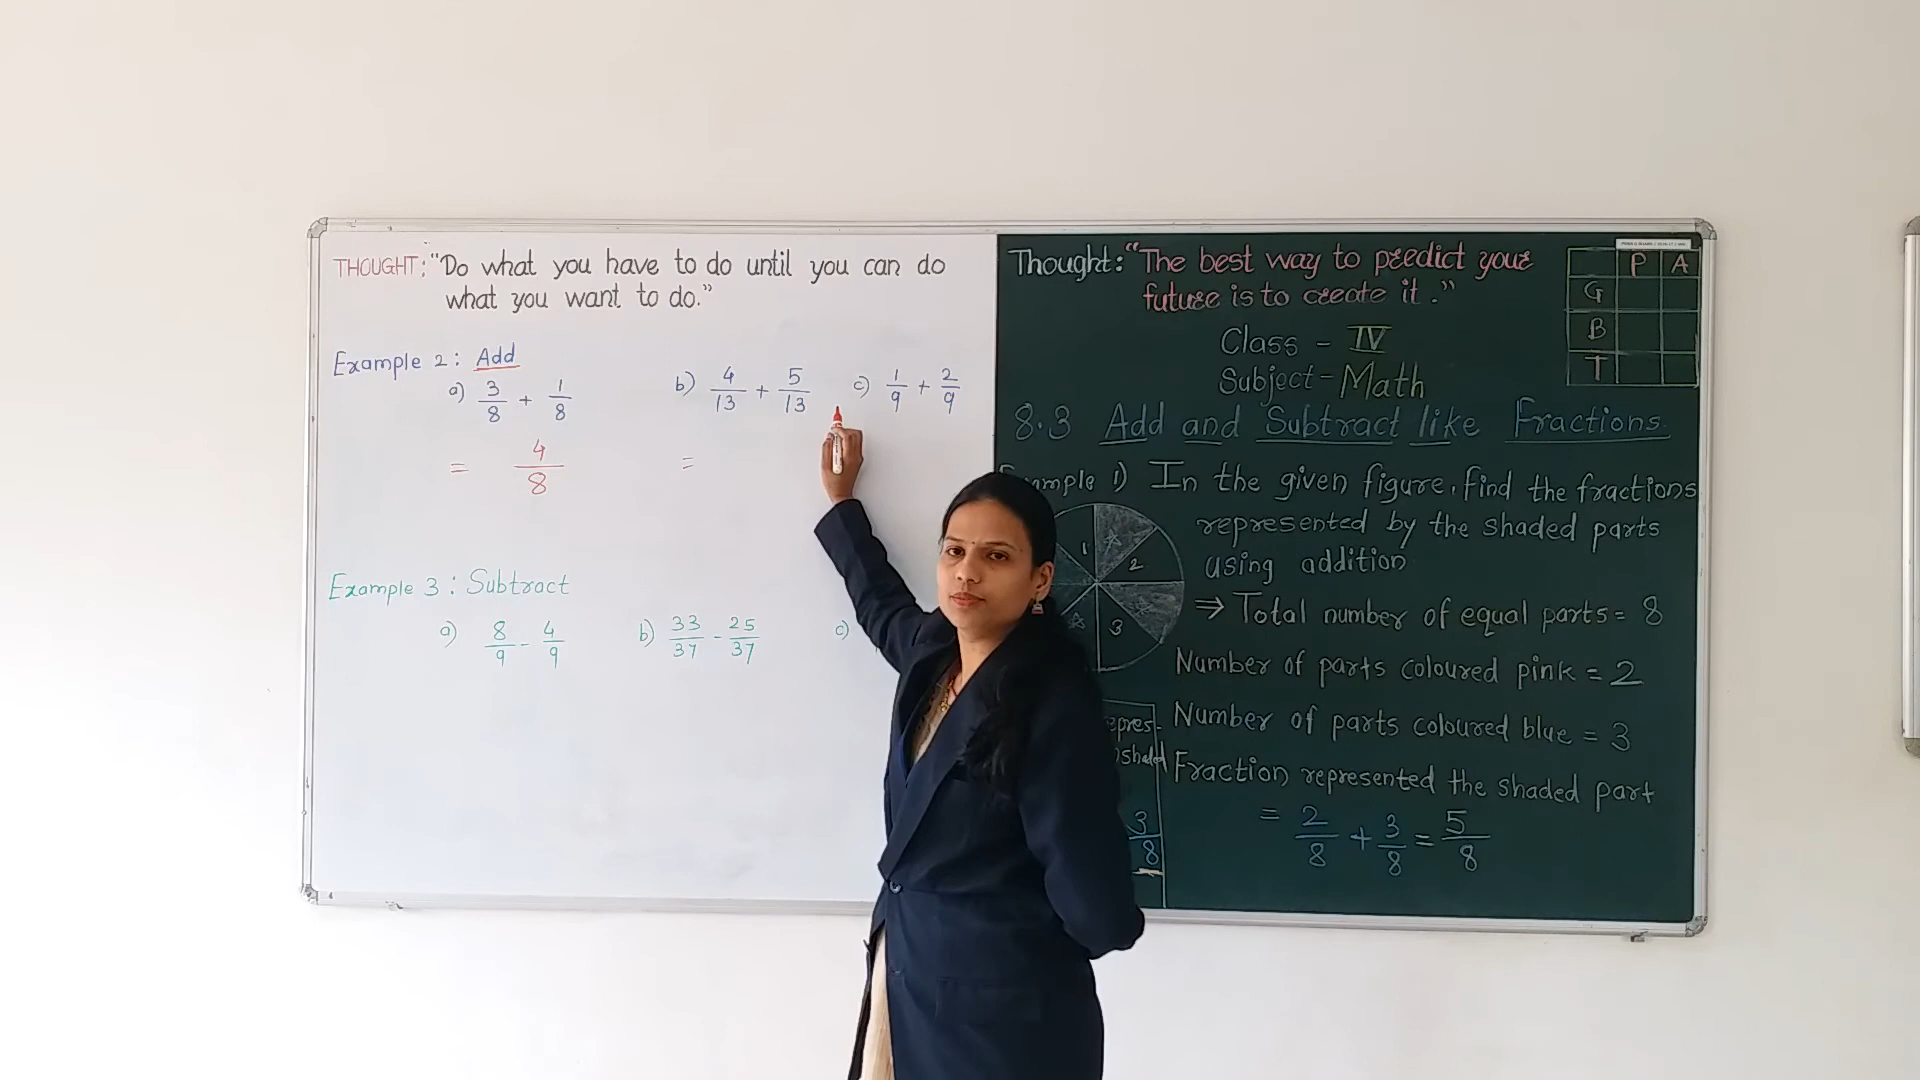 THOUGHT: "Do what you have to do until you can do
what you want to do."
Example 2: Add
a) 3/8 + 1/8
b) 4/13 + 5/13
c) 1/9 + 2/9
= 4/8
=
Example 3: Subtract
a) 8/9 - 4/9
b) 33/37 - 25/37
c)
Thought: "The best way to predict your
future is to create it."
P A
G
B
T
Class - IV
Subject - Math
8.3 Add and Subtract like Fractions.
1) In the given figure, find the fractions
represented by the shaded parts
using addition
1
2
3
⇒ Total number of equal parts = 8
Number of parts coloured pink = 2
Number of parts coloured blue = 3
Fraction represented the shaded part
= 2/8 + 3/8 = 5/8
3/8